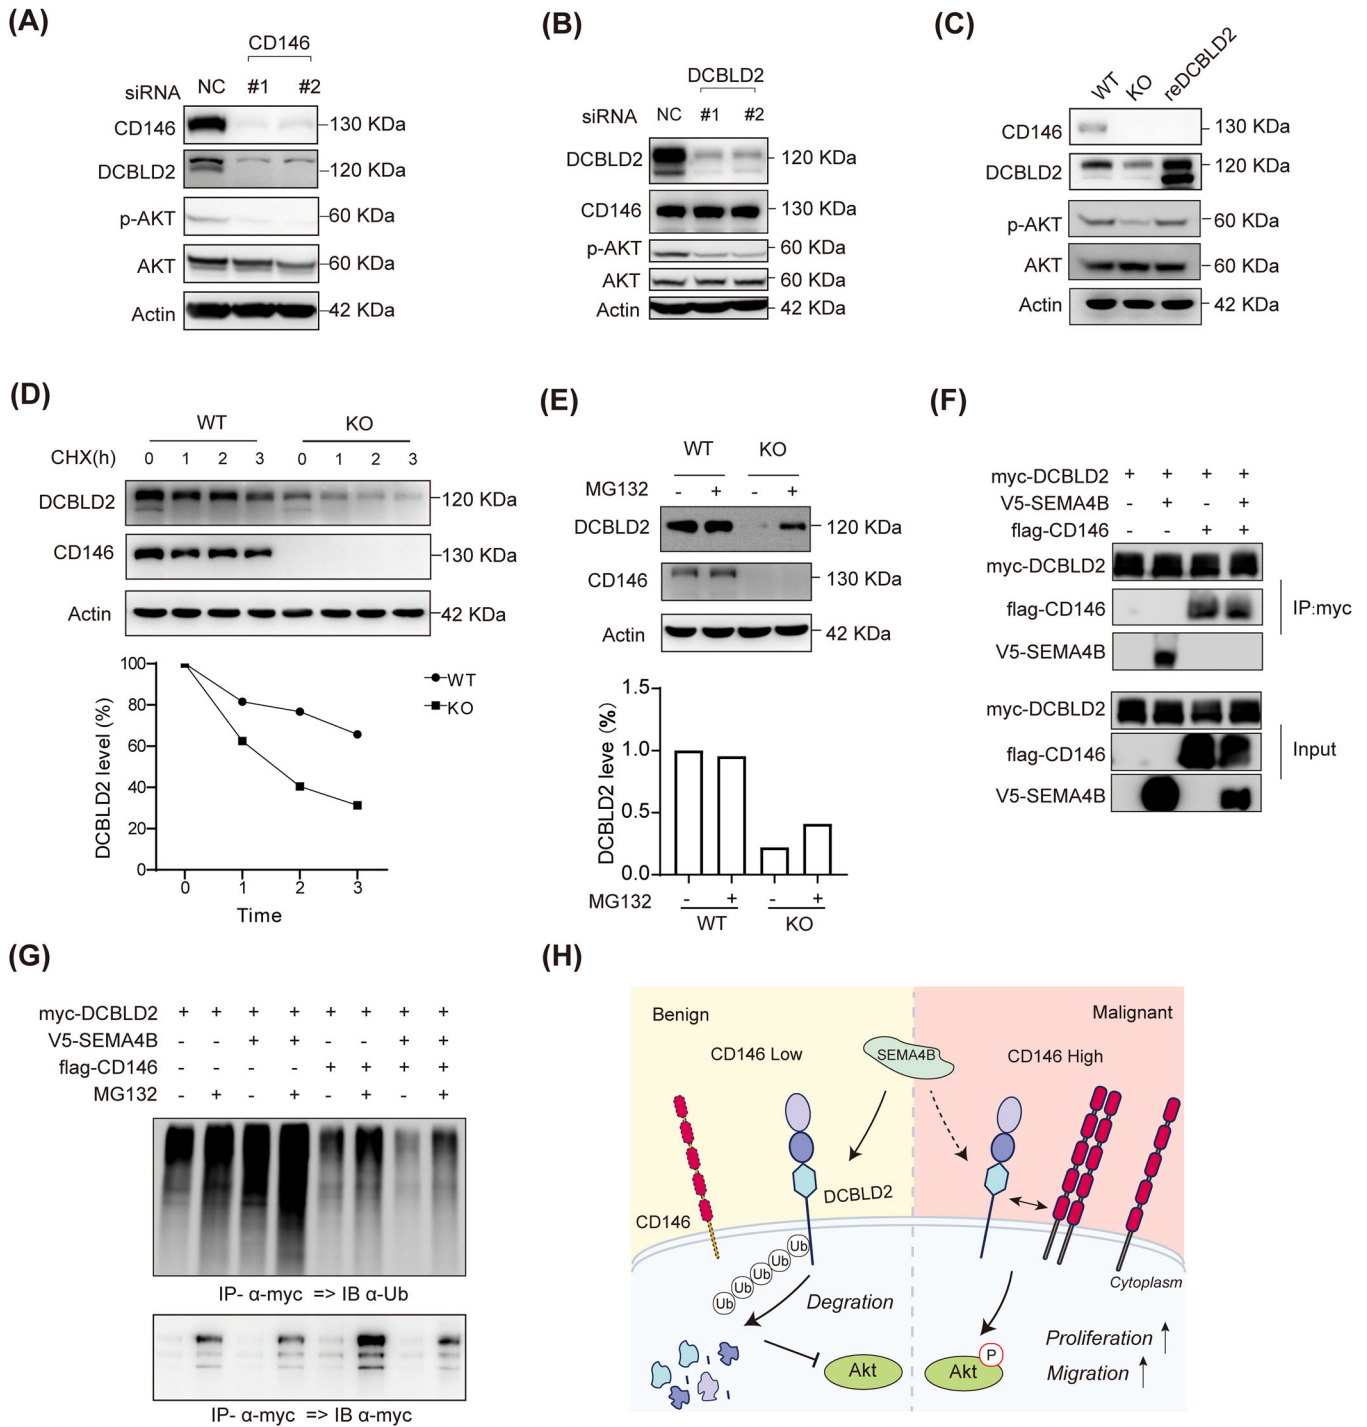 (A)
CD146
siRNA NC #1 #2
CD146 130 KDa
DCBLD2 120 KDa
p-AKT 60 KDa
AKT 60 KDa
Actin 42 KDa
(B)
DCBLD2
siRNA NC #1 #2
DCBLD2 120 KDa
CD146 130 KDa
p-AKT 60 KDa
AKT 60 KDa
Actin 42 KDa
(C)
WT KO reDCBLD2
CD146 130 KDa
DCBLD2 120 KDa
p-AKT 60 KDa
AKT 60 KDa
Actin 42 KDa
(D)
WT KO
CHX(h) 0 1 2 3 0 1 2 3
DCBLD2 120 KDa
CD146 130 KDa
Actin 42 KDa
DCBLD2 level (%)
100
80
60
40
20
0
0 1 2 3
Time
WT
KO
(E)
WT KO
MG132 - + - +
DCBLD2 120 KDa
CD146 130 KDa
Actin 42 KDa
DCBLD2 leve (%)
1.5
1.0
0.5
0.0
MG132 - + - +
WT KO
(F)
myc-DCBLD2 + + + +
V5-SEMA4B - + - +
flag-CD146 - - + +
myc-DCBLD2
flag-CD146
V5-SEMA4B
IP:myc
myc-DCBLD2
flag-CD146
V5-SEMA4B
Input
(G)
myc-DCBLD2 + + + + + + + +
V5-SEMA4B - - + + - - + +
flag-CD146 - - - - + + + +
MG132 - + - + - + - +
IP- α-myc => IB α-Ub
IP- α-myc => IB α-myc
(H)
Benign
Malignant
CD146 Low
SEMA4B
CD146 High
DCBLD2
CD146
Ub
Ub
Ub
Ub
Ub
Cytoplasm
Degration
Proliferation
Migration
Akt
Akt
P